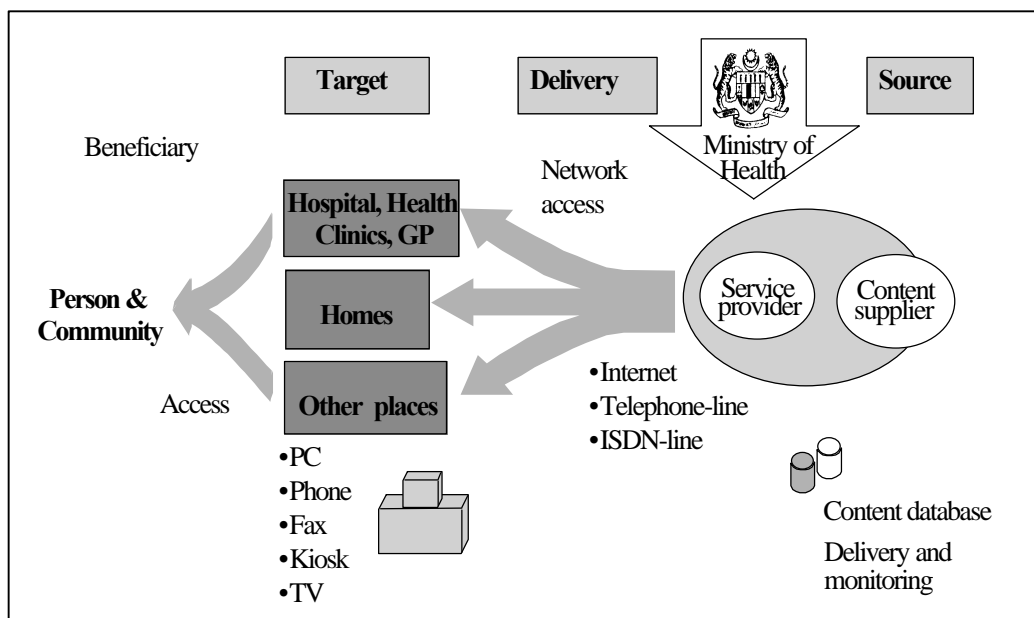 Target
Delivery
Source
Beneficiary
Ministry of
Health
Network
access
Hospital, Health
Clinics, GP
Service
provider
Content
supplier
Person &
Community
Homes
Access
Other places
•Internet
•Telephone-line
•ISDN-line
•PC
•Phone
•Fax
•Kiosk
•TV
Content database
Delivery and
monitoring